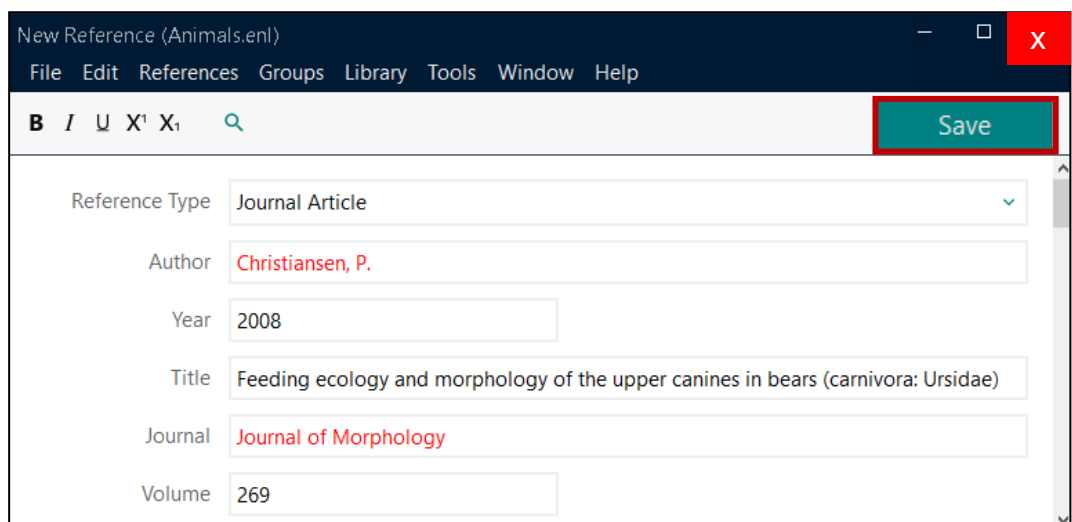 New Reference (Animals.enl)
X
File Edit References Groups Library Tools Window Help
B I U X¹ X₁
Save
Reference Type Journal Article
Author Christiansen, P.
Year 2008
Title Feeding ecology and morphology of the upper canines in bears (carnivora: Ursidae)
Journal Journal of Morphology
Volume 269